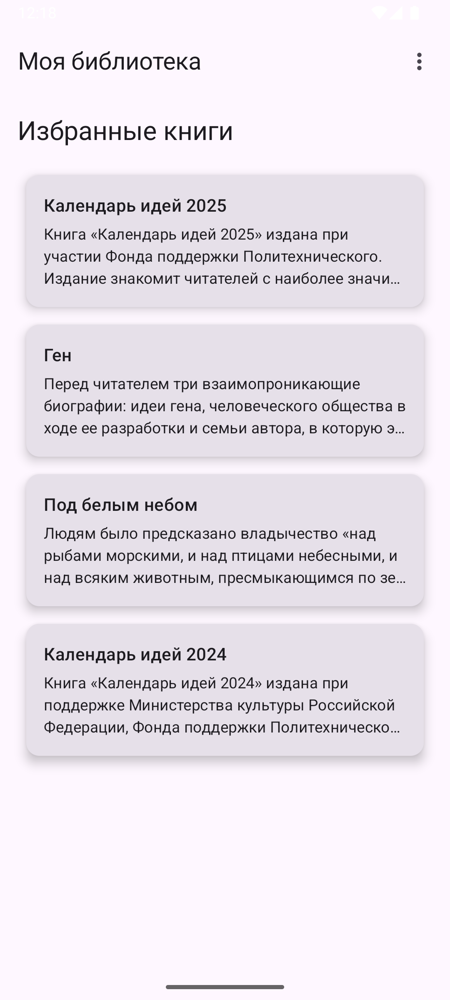 12:18
Моя библиотека
Избранные книги
Календарь идей 2025
Книга «Календарь идей 2025» издана при
участии Фонда поддержки Политехнического.
Издание знакомит читателей с наиболее значи…
Ген
Перед читателем три взаимопроникающие
биографии: идеи гена, человеческого общества в
ходе ее разработки и семьи автора, в которую э…
Под белым небом
Людям было предсказано владычество «над
рыбами морскими, и над птицами небесными, и
над всяким животным, пресмыкающимся по зе…
Календарь идей 2024
Книга «Календарь идей 2024» издана при
поддержке Министерства культуры Российской
Федерации, Фонда поддержки Политехническо…